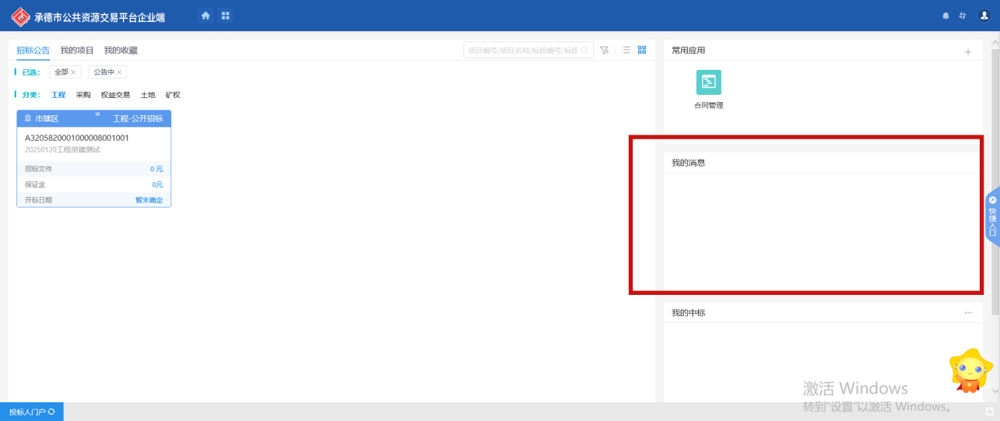 承德市公共资源交易平台企业端
招标公告 我的项目 我的收藏
项目编号/项目名称/标段编号/标段
已选： 全部 × 公告中 ×
分类： 工程 采购 权益交易 土地 矿权
市辖区 工程-公开招标
A3205820001000008001001
20250120工程房建测试
招标文件 0 元
保证金 0元
开标日期 暂未确定
常用应用
合同管理
我的消息
快捷入口
我的中标
激活 Windows
转到"设置"以激活 Windows。
投标人门户